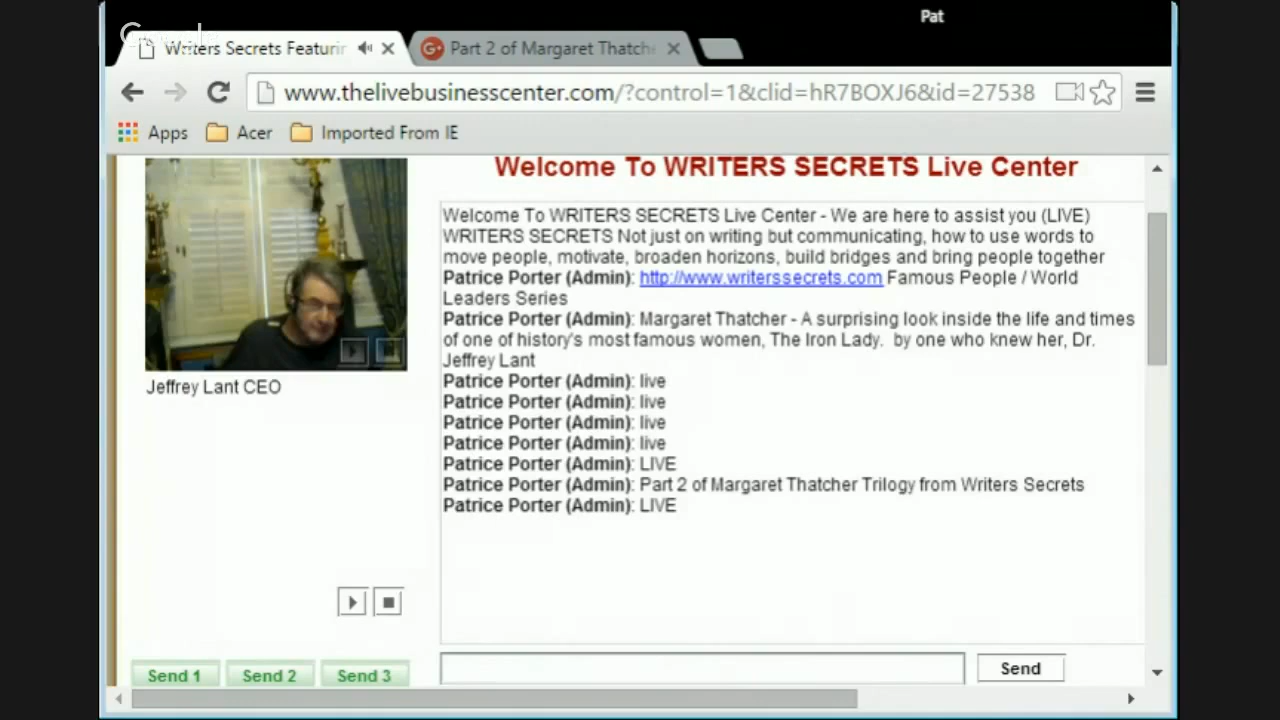 Pat
Google
Writers Secrets Featurin
Part 2 of Margaret Thatche
www.thelivebusinesscenter.com/?control=1&clid=hR7BOXJ6&id=27538
Apps Acer Imported From IE
Welcome To WRITERS SECRETS Live Center
Welcome To WRITERS SECRETS Live Center - We are here to assist you (LIVE)
WRITERS SECRETS Not just on writing but communicating, how to use words to
move people, motivate, broaden horizons, build bridges and bring people together
Patrice Porter (Admin): http://www.writerssecrets.com Famous People / World
Leaders Series
Patrice Porter (Admin): Margaret Thatcher - A surprising look inside the life and times
of one of history's most famous women, The Iron Lady. by one who knew her, Dr.
Jeffrey Lant
Patrice Porter (Admin): live
Patrice Porter (Admin): live
Patrice Porter (Admin): live
Patrice Porter (Admin): live
Patrice Porter (Admin): LIVE
Patrice Porter (Admin): Part 2 of Margaret Thatcher Trilogy from Writers Secrets
Patrice Porter (Admin): LIVE
Jeffrey Lant CEO
Send 1 Send 2 Send 3
Send